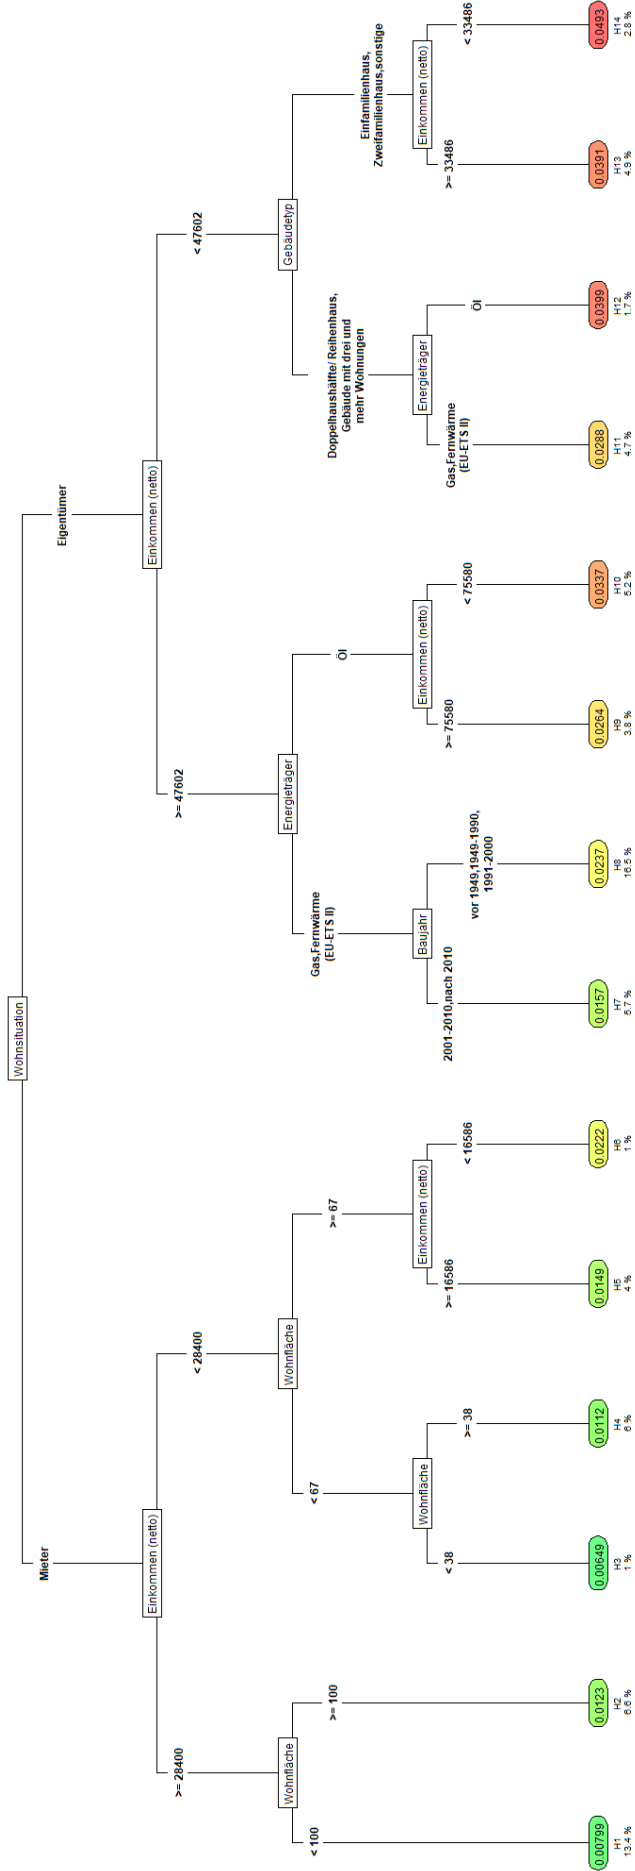 Wohnsituation
Mieter
Eigentümer
Einkommen (netto)
Einkommen (netto)
>= 28400
< 28400
>= 47602
< 47602
Wohnfläche
Wohnfläche
Energieträger
Gebäudetyp
< 100
>= 100
< 67
>= 67
Gas,Fernwärme
(EU-ETS II)
Öl
Doppelhaushälfte/ Reihenhaus,
Gebäude mit drei und
mehr Wohnungen
Einfamilienhaus,
Zweifamilienhaus,sonstige
Wohnfläche
Einkommen (netto)
Baujahr
Einkommen (netto)
Energieträger
Einkommen (netto)
< 38
>= 38
>= 16586
< 16586
2001-2010,nach 2010
vor 1949,1949-1990,
1991-2000
>= 75580
< 75580
Gas,Fernwärme
(EU-ETS II)
Öl
>= 33486
< 33486
0.00799
0.0123
0.00649
0.0112
0.0149
0.0222
0.0157
0.0237
0.0264
0.0337
0.0288
0.0399
0.0391
0.0493
H1
H2
H3
H4
H5
H6
H7
H8
H9
H10
H11
H12
H13
H14
13.4 %
6.6 %
1 %
6 %
4 %
1 %
5.7 %
16.5 %
3.8 %
5.2 %
4.7 %
1.7 %
4.9 %
2.8 %